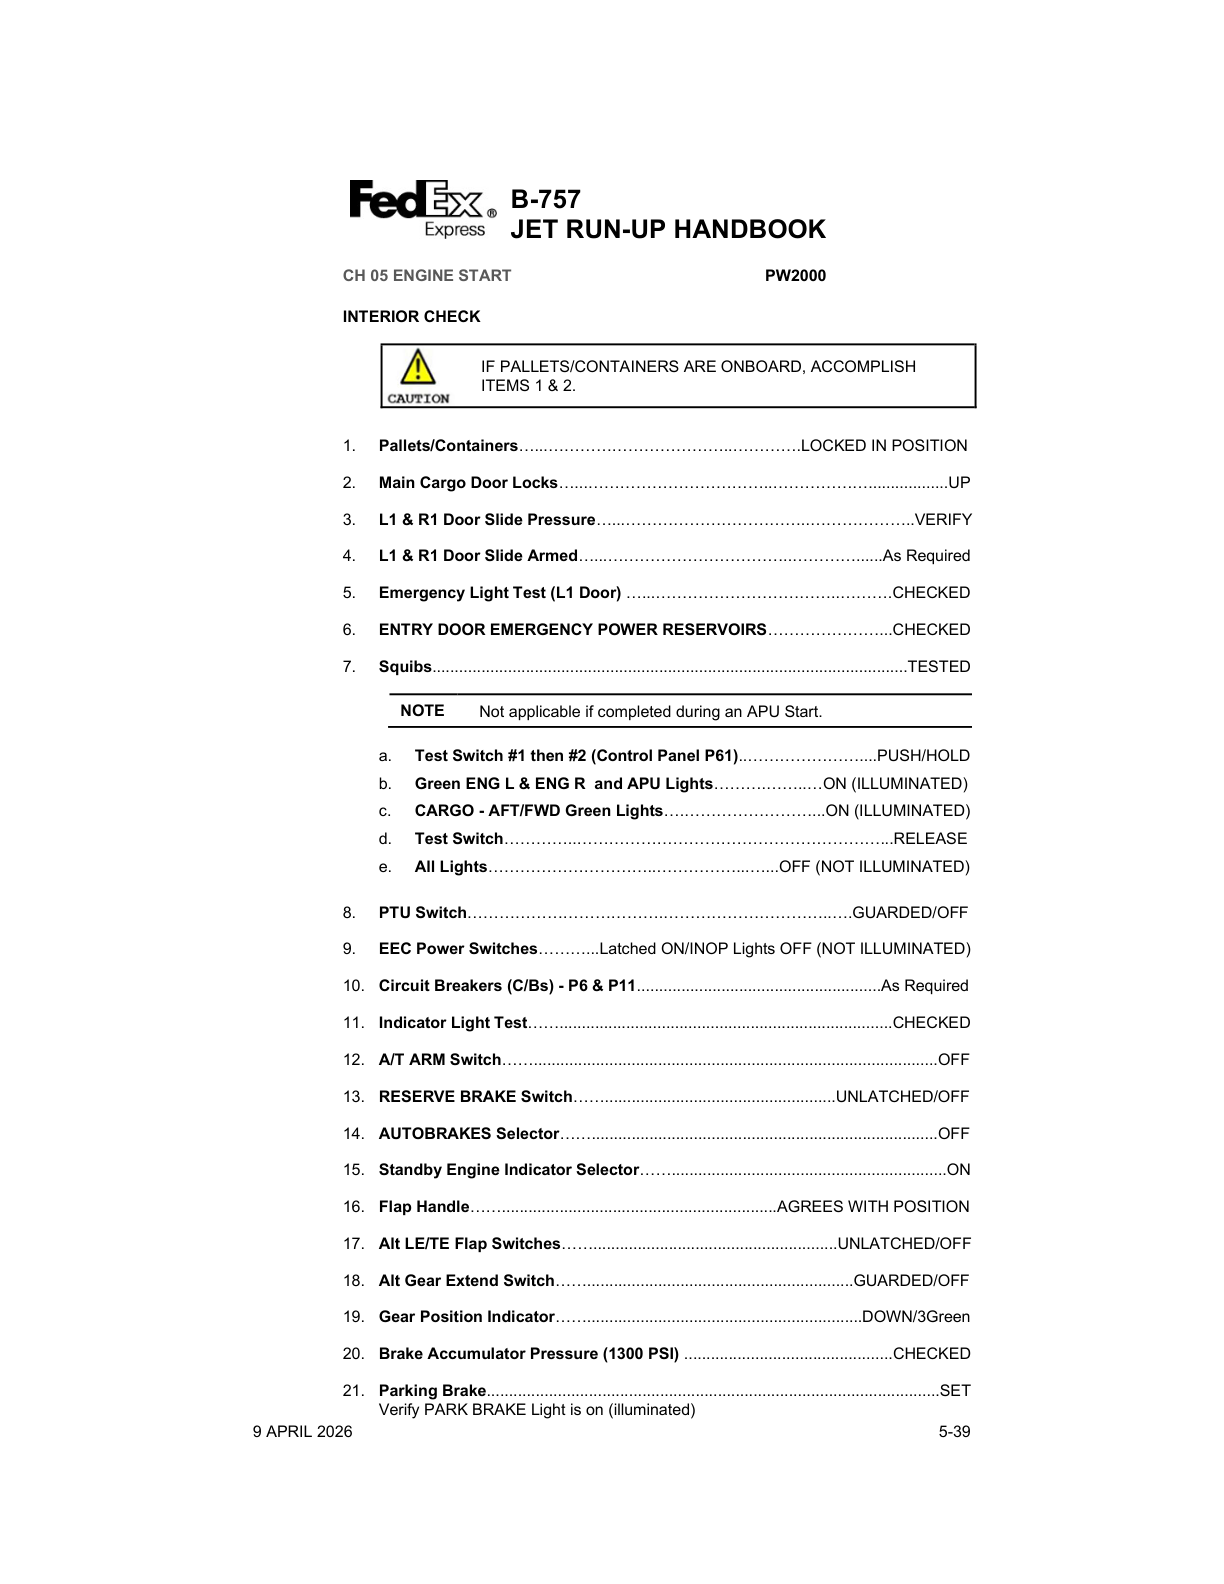 FedEx® Express
B-757
JET RUN-UP HANDBOOK
CH 05 ENGINE START PW2000
INTERIOR CHECK
CAUTION
IF PALLETS/CONTAINERS ARE ONBOARD, ACCOMPLISH
ITEMS 1 & 2.
1. Pallets/Containers…...……………………………..………….LOCKED IN POSITION
2. Main Cargo Door Locks…....……………………………..………………..................UP
3. L1 & R1 Door Slide Pressure…...……………………………..………………..VERIFY
4. L1 & R1 Door Slide Armed…...……………………………..…………......As Required
5. Emergency Light Test (L1 Door) …...……………………………..……….CHECKED
6. ENTRY DOOR EMERGENCY POWER RESERVOIRS…………………...CHECKED
7. Squibs...........................................................................................................TESTED
NOTE Not applicable if completed during an APU Start.
a. Test Switch #1 then #2 (Control Panel P61)..…………………....PUSH/HOLD
b. Green ENG L & ENG R  and APU Lights……………...…ON (ILLUMINATED)
c. CARGO - AFT/FWD Green Lights….……………………....ON (ILLUMINATED)
d. Test Switch…………..…………………………………………………..RELEASE
e. All Lights…………………………..……………...…...OFF (NOT ILLUMINATED)
8. PTU Switch……………………………….…………………………..….GUARDED/OFF
9. EEC Power Switches………...Latched ON/INOP Lights OFF (NOT ILLUMINATED)
10. Circuit Breakers (C/Bs) - P6 & P11.......................................................As Required
11. Indicator Light Test…….........................................................................CHECKED
12. A/T ARM Switch…….........................................................................................OFF
13. RESERVE BRAKE Switch…….................................................UNLATCHED/OFF
14. AUTOBRAKES Selector…….............................................................................OFF
15. Standby Engine Indicator Selector……............................................................ON
16. Flap Handle…….............................................................AGREES WITH POSITION
17. Alt LE/TE Flap Switches……....................................................UNLATCHED/OFF
18. Alt Gear Extend Switch…….........................................................GUARDED/OFF
19. Gear Position Indicator……............................................................DOWN/3Green
20. Brake Accumulator Pressure (1300 PSI) ...............................................CHECKED
21. Parking Brake......................................................................................................SET
Verify PARK BRAKE Light is on (illuminated)
9 APRIL 2026 5-39